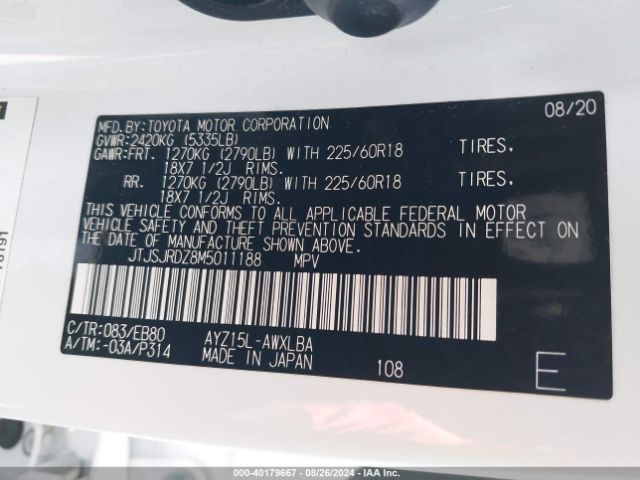 08/20
MFD.BY:TOYOTA MOTOR CORPORATION
GVWR:2420KG (5335LB)
GAWR:FRT. 1270KG (2790LB) WITH 225/60R18 TIRES,
18X7 1/2J RIMS.
RR. 1270KG (2790LB) WITH 225/60R18 TIRES,
18X7 1/2J RIMS.
THIS VEHICLE CONFORMS TO ALL APPLICABLE FEDERAL MOTOR
VEHICLE SAFETY AND THEFT PREVENTION STANDARDS IN EFFECT ON
THE DATE OF MANUFACTURE SHOWN ABOVE.
JTJSJRDZ8M5011188 MPV
C/TR:083/EB80 AYZ15L-AWXLBA
A/TM:-03A/P314 MADE IN JAPAN 108 E
000-40179667 - 08/26/2024 - IAA Inc.